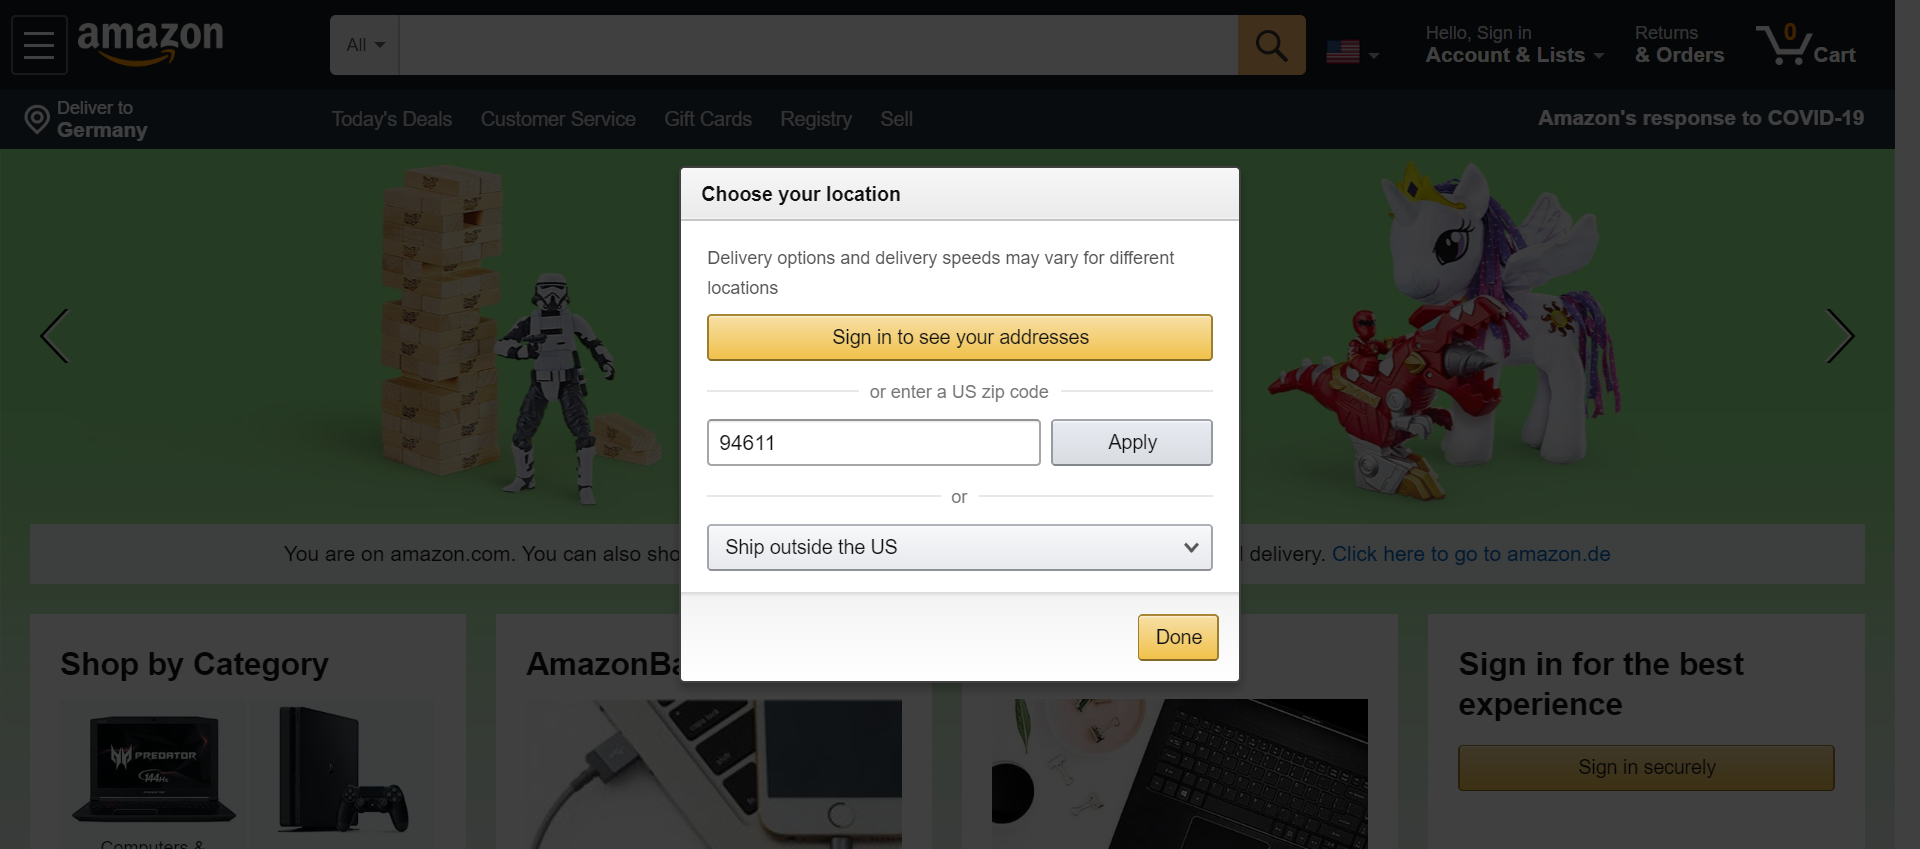 amazon
All
Hello, Sign in
Account & Lists
Returns
& Orders
0
Cart
Deliver to
Germany
Today's Deals
Customer Service
Gift Cards
Registry
Sell
Amazon's response to COVID-19
Choose your location
Delivery options and delivery speeds may vary for different
locations
Sign in to see your addresses
or enter a US zip code
94611
Apply
or
Ship outside the US
Done
You are on amazon.com. You can also sho
l delivery. Click here to go to amazon.de
Shop by Category
AmazonBa
Sign in for the best
experience
Sign in securely
PREDATOR
144Hz
Computers &